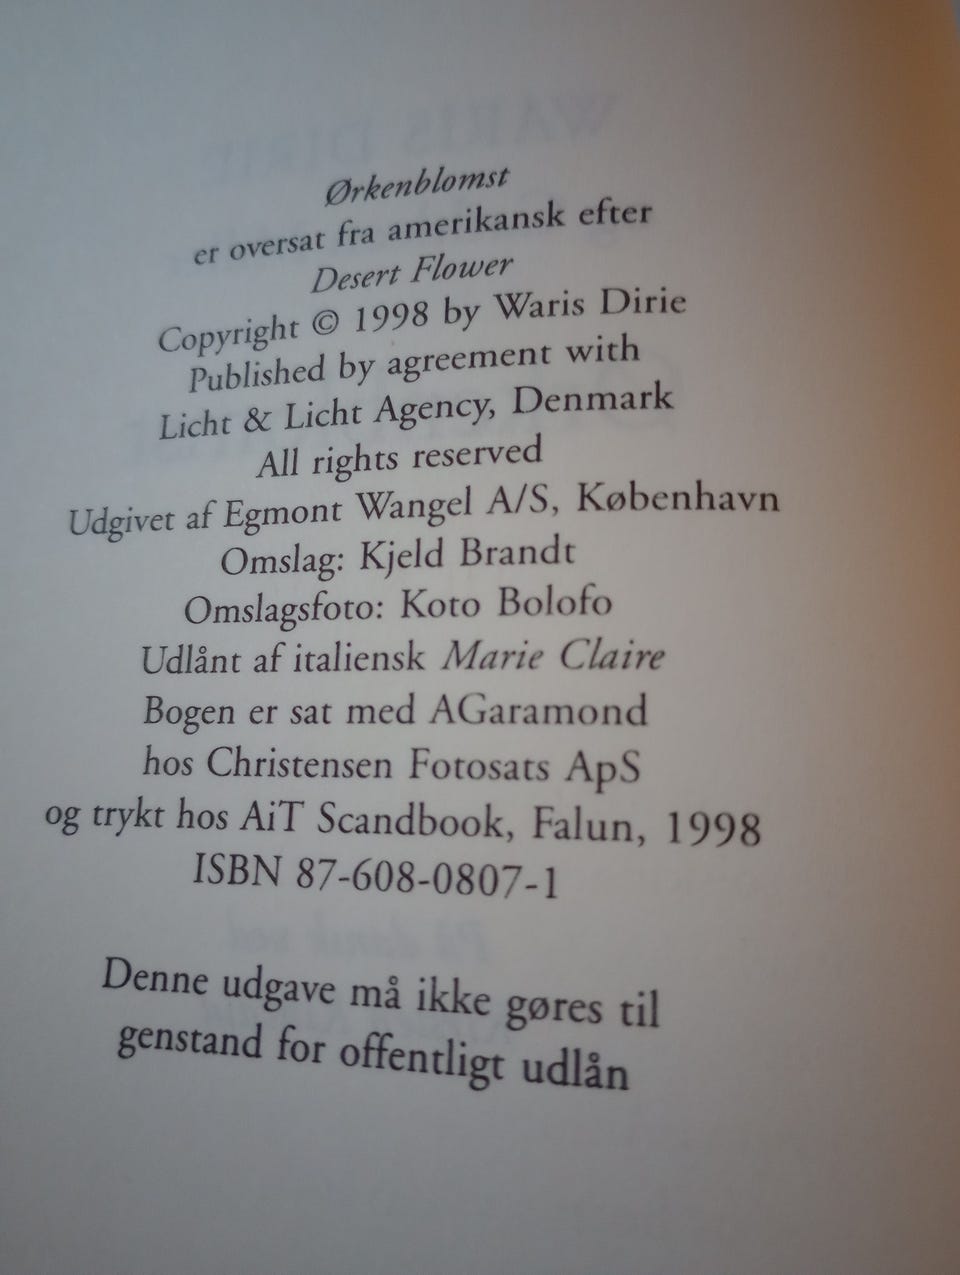 Ørkenblomst
er oversat fra amerikansk efter
Desert Flower
Copyright © 1998 by Waris Dirie
Published by agreement with
Licht & Licht Agency, Denmark
All rights reserved
Udgivet af Egmont Wangel A/S, København
Omslag: Kjeld Brandt
Omslagsfoto: Koto Bolofo
Udlånt af italiensk Marie Claire
Bogen er sat med AGaramond
hos Christensen Fotosats ApS
og trykt hos AiT Scandbook, Falun, 1998
ISBN 87-608-0807-1
Denne udgave må ikke gøres til
genstand for offentligt udlån